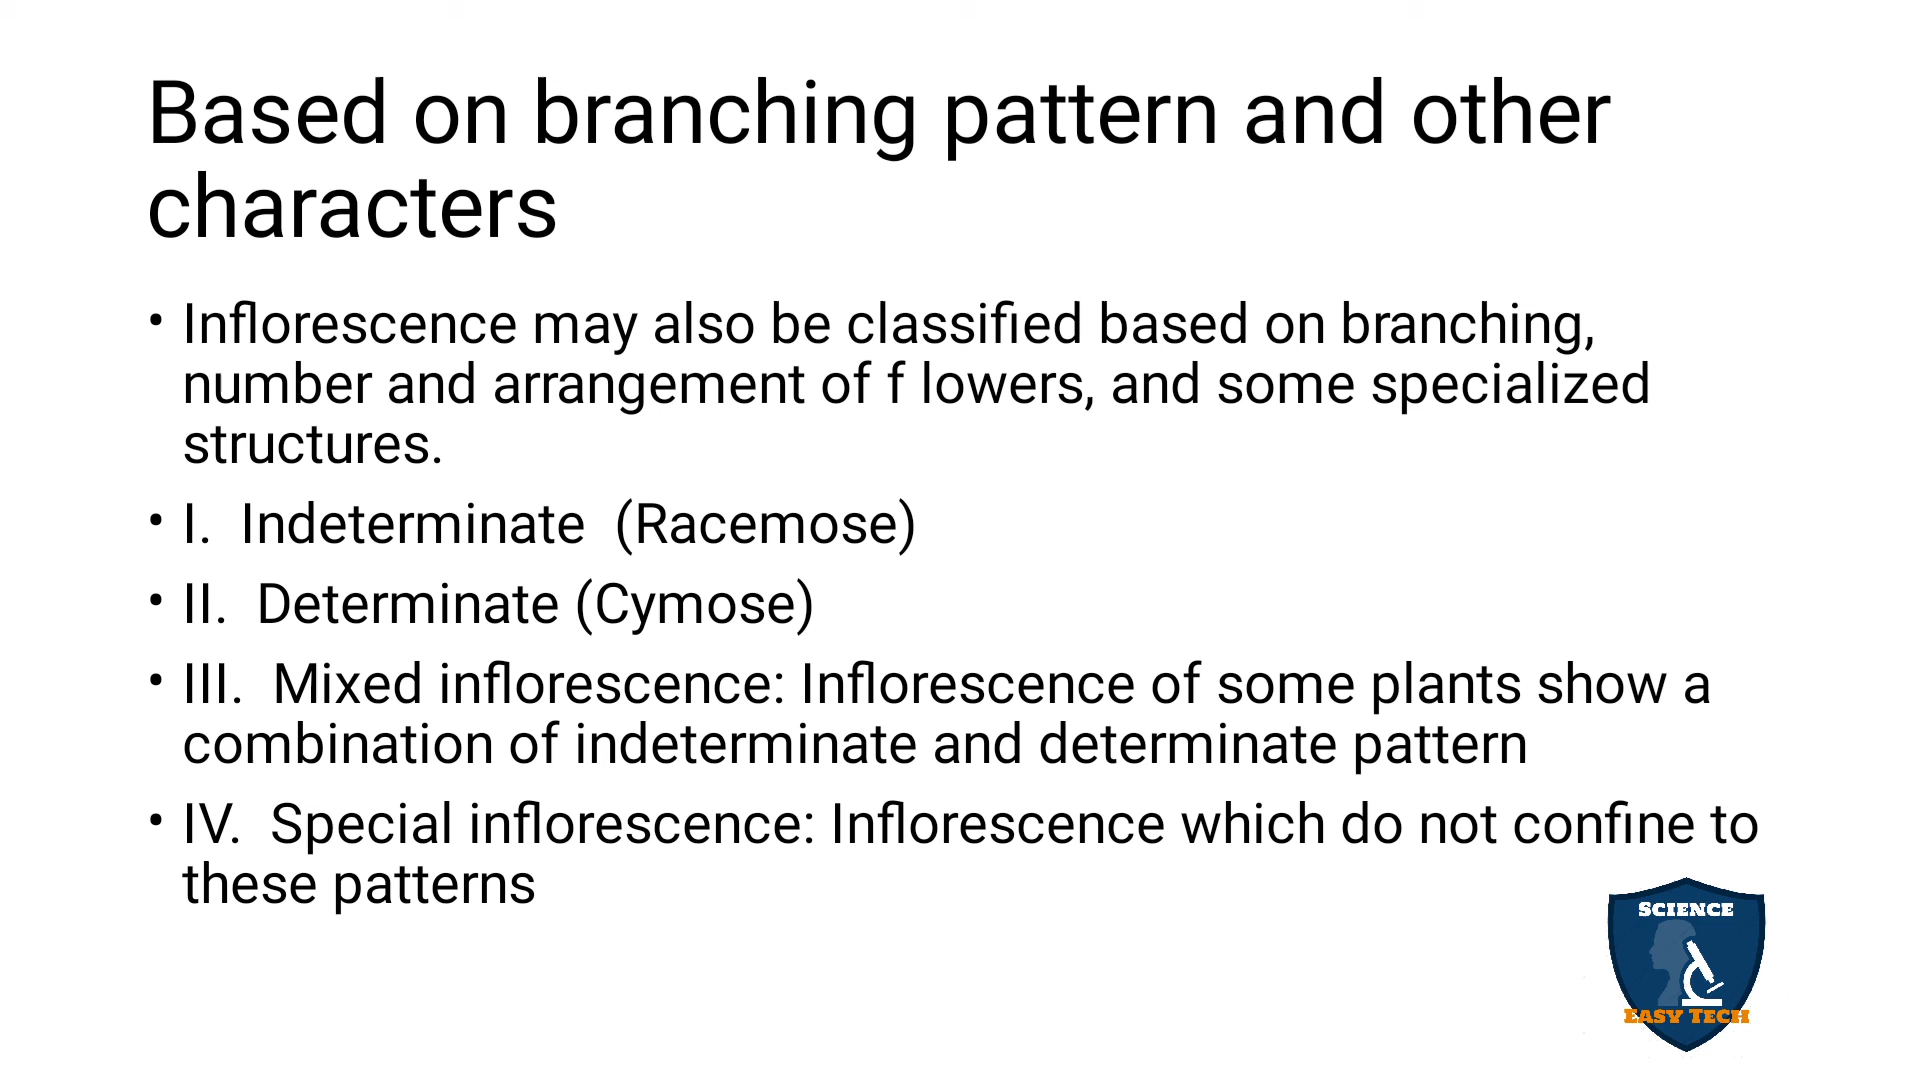 Based on branching pattern and other
characters
• Inflorescence may also be classified based on branching,
number and arrangement of f lowers, and some specialized
structures.
• I.  Indeterminate  (Racemose)
• II.  Determinate (Cymose)
• III.  Mixed inflorescence: Inflorescence of some plants show a
combination of indeterminate and determinate pattern
• IV.  Special inflorescence: Inflorescence which do not confine to
these patterns
SCIENCE
EASY TECH